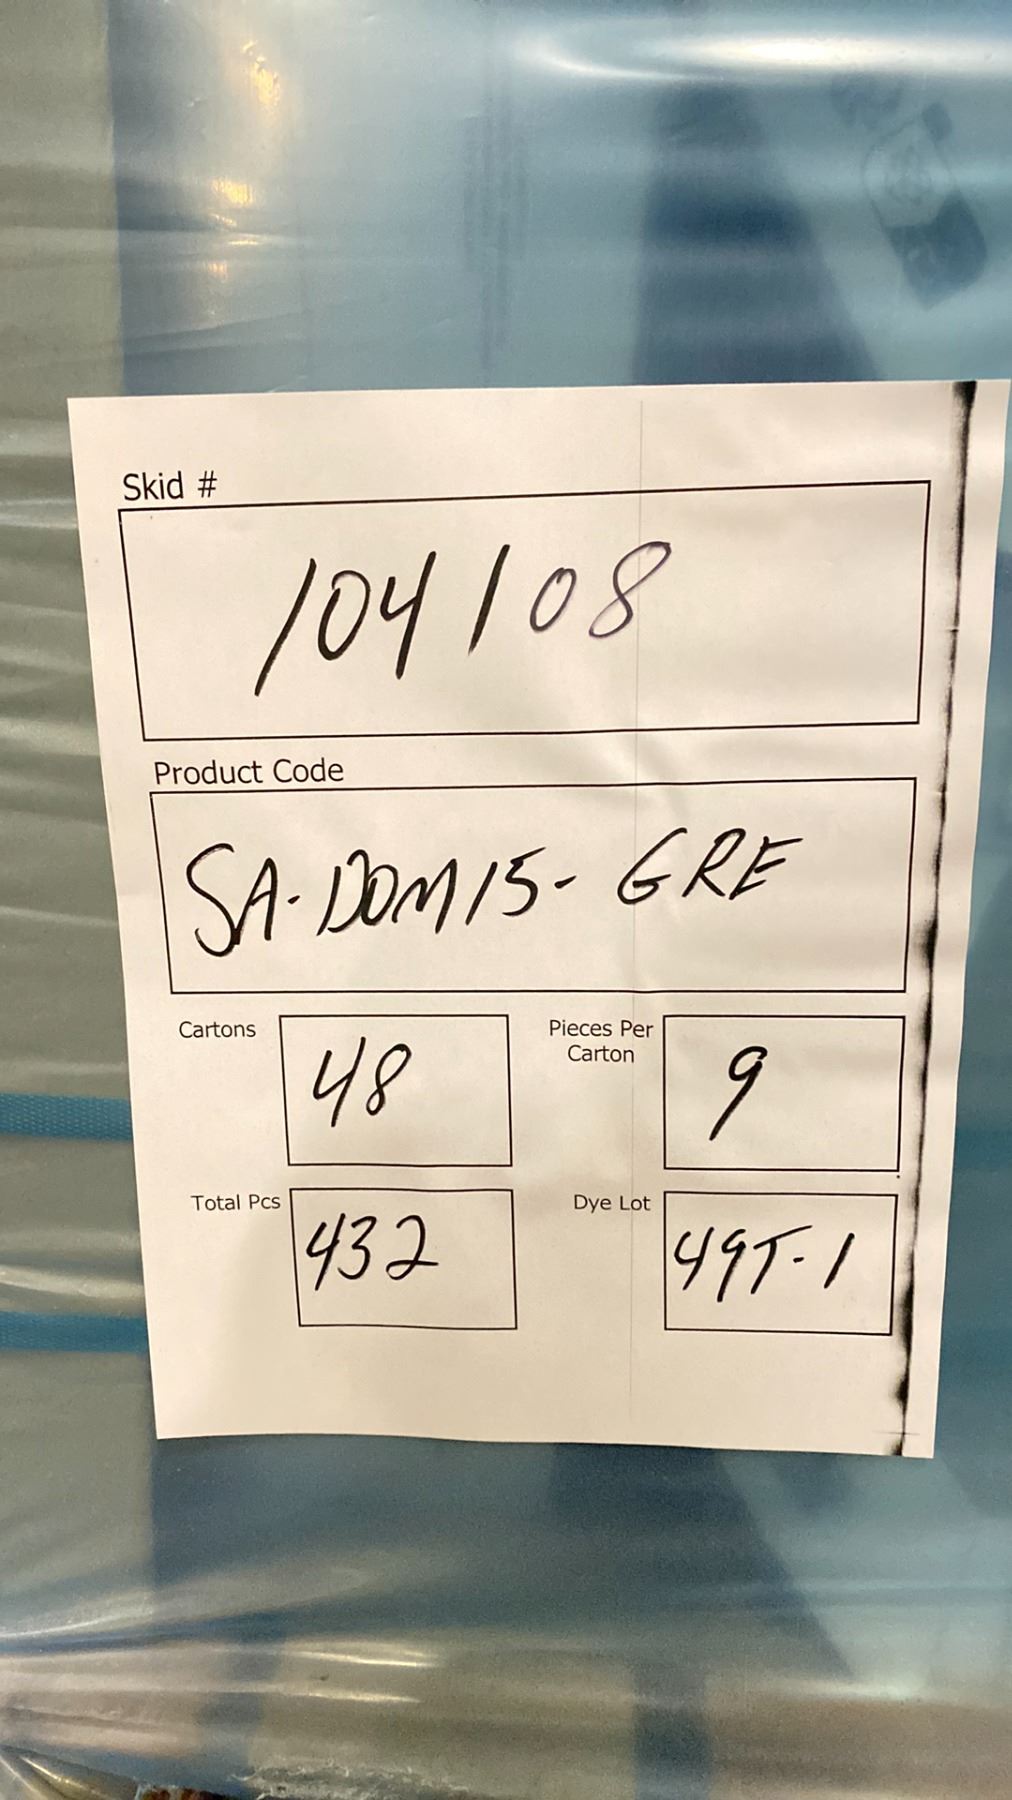 Skid #
104108
Product Code
SA-DOM15-GRE
Cartons
48
Pieces Per
Carton
9
Total Pcs
432
Dye Lot
49T-1